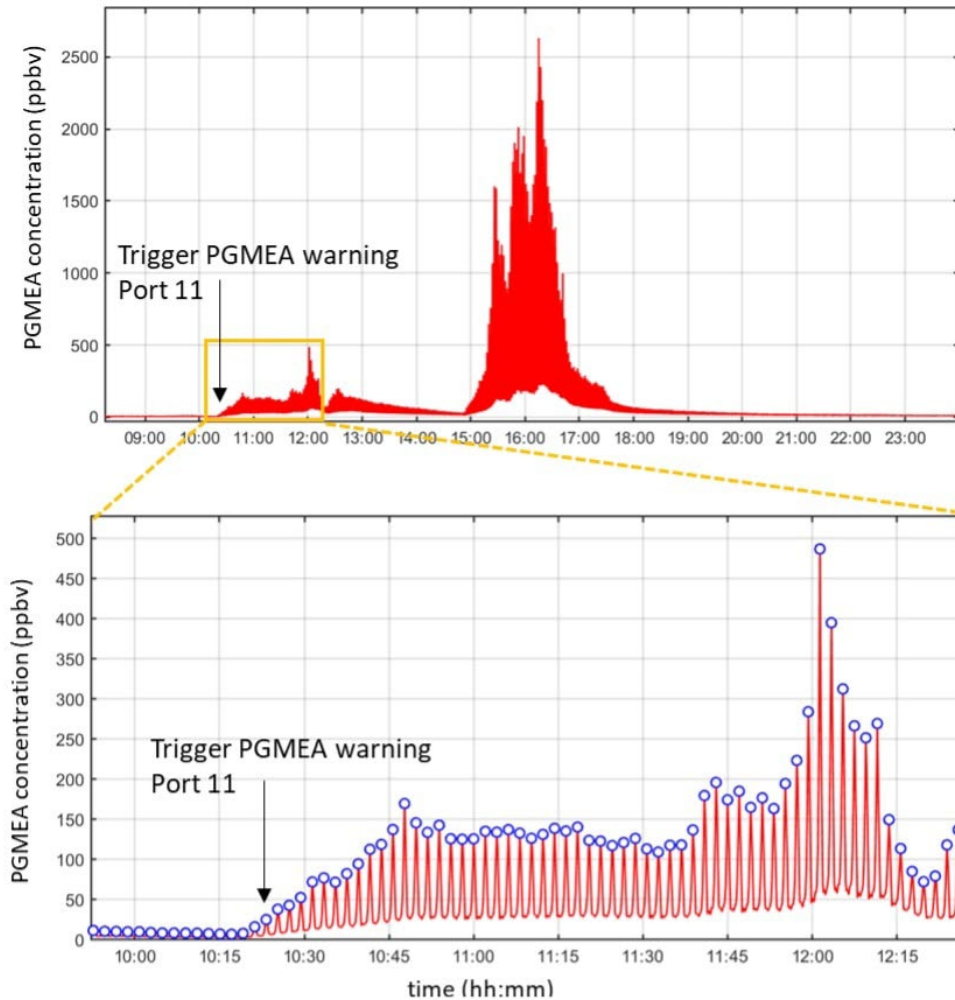 PGMEA concentration (ppbv)
2500
2000
1500
1000
500
0
Trigger PGMEA warning
Port 11
09:00 10:00 11:00 12:00 13:00 14:00 15:00 16:00 17:00 18:00 19:00 20:00 21:00 22:00 23:00
PGMEA concentration (ppbv)
500
450
400
350
300
250
200
150
100
50
0
Trigger PGMEA warning
Port 11
10:00 10:15 10:30 10:45 11:00 11:15 11:30 11:45 12:00 12:15
time (hh:mm)